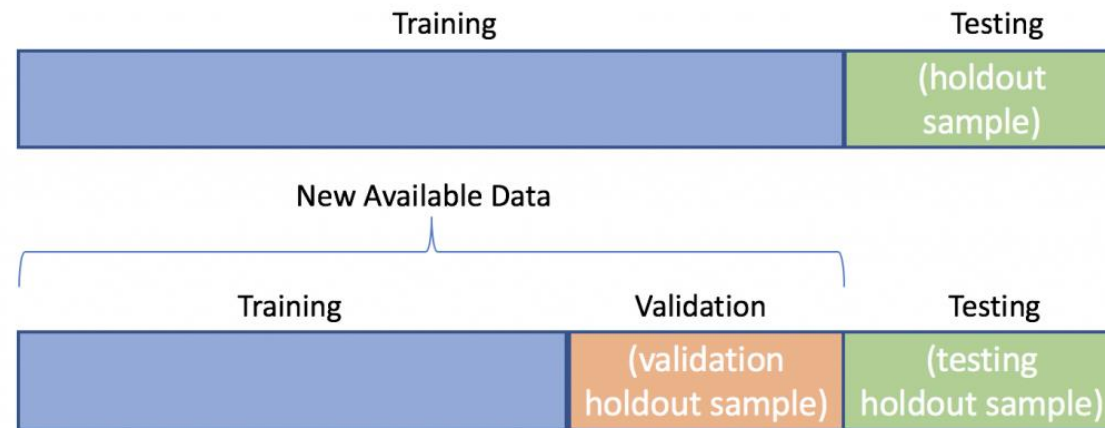 Training Testing
(holdout
sample)
New Available Data
Training Validation Testing
(validation (testing
holdout sample) holdout sample)